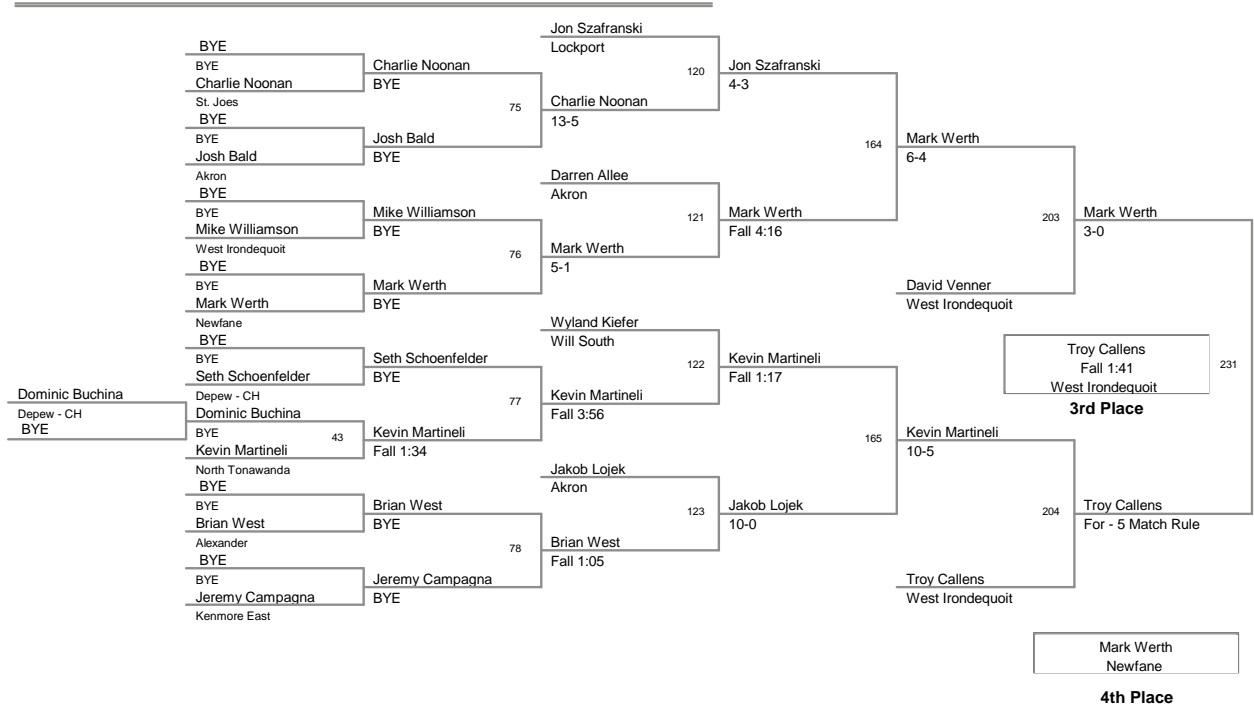 Dominic Buchina
Depew - CH
BYE
BYE
BYE
Charlie Noonan
St. Joes
BYE
BYE
Josh Bald
Akron
BYE
BYE
Mike Williamson
West Irondequoit
BYE
BYE
Mark Werth
Newfane
BYE
BYE
Seth Schoenfelder
Depew - CH
Dominic Buchina
BYE
43
Kevin Martineli
North Tonawanda
BYE
BYE
Brian West
Alexander
BYE
BYE
Jeremy Campagna
Kenmore East
Charlie Noonan
BYE
75
Josh Bald
BYE
Mike Williamson
BYE
76
Mark Werth
BYE
Seth Schoenfelder
BYE
77
Kevin Martineli
Fall 1:34
Brian West
BYE
78
Jeremy Campagna
BYE
Jon Szafranski
Lockport
120
Charlie Noonan
13-5
Darren Allee
Akron
121
Mark Werth
5-1
Wyland Kiefer
Will South
122
Kevin Martineli
Fall 3:56
Jakob Lojek
Akron
123
Brian West
Fall 1:05
Jon Szafranski
4-3
164
Mark Werth
Fall 4:16
Kevin Martineli
Fall 1:17
165
Jakob Lojek
10-0
Mark Werth
6-4
203
David Venner
West Irondequoit
Kevin Martineli
10-5
204
Troy Callens
West Irondequoit
Mark Werth
3-0
231
Troy Callens
For - 5 Match Rule
Troy Callens
Fall 1:41
West Irondequoit
3rd Place
Mark Werth
Newfane
4th Place